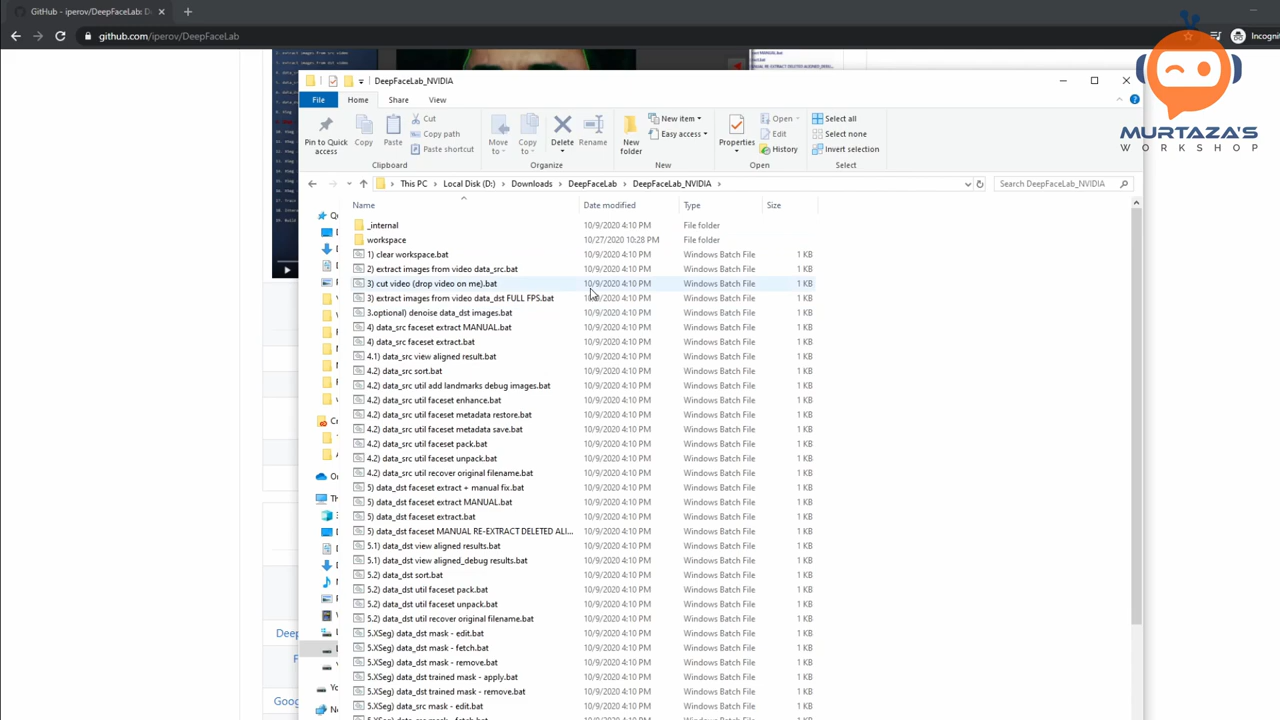 GitHub - iperov/DeepFaceLab: D
github.com/iperov/DeepFaceLab
Incognit
MURTAZA'S
WORKSHOP
DeepFaceLab_NVIDIA
File
Home
Share
View
Pin to Quick access
Copy
Paste
Cut
Copy path
Paste shortcut
Clipboard
Move to
Copy to
Delete
Rename
Organize
New folder
New item
Easy access
New
Properties
Open
Edit
History
Open
Select all
Select none
Invert selection
Select
This PC > Local Disk (D:) > Downloads > DeepFaceLab > DeepFaceLab_NVIDIA >
Search DeepFaceLab_NVIDIA
Name Date modified Type Size
_internal 10/9/2020 4:10 PM File folder
workspace 10/27/2020 10:28 PM File folder
1) clear workspace.bat 10/9/2020 4:10 PM Windows Batch File 1 KB
2) extract images from video data_src.bat 10/9/2020 4:10 PM Windows Batch File 1 KB
3) cut video (drop video on me).bat 10/9/2020 4:10 PM Windows Batch File 1 KB
3) extract images from video data_dst FULL FPS.bat 10/9/2020 4:10 PM Windows Batch File 1 KB
3.optional) denoise data_dst images.bat 10/9/2020 4:10 PM Windows Batch File 1 KB
4) data_src faceset extract MANUAL.bat 10/9/2020 4:10 PM Windows Batch File 1 KB
4) data_src faceset extract.bat 10/9/2020 4:10 PM Windows Batch File 1 KB
4.1) data_src view aligned result.bat 10/9/2020 4:10 PM Windows Batch File 1 KB
4.2) data_src sort.bat 10/9/2020 4:10 PM Windows Batch File 1 KB
4.2) data_src util add landmarks debug images.bat 10/9/2020 4:10 PM Windows Batch File 1 KB
4.2) data_src util faceset enhance.bat 10/9/2020 4:10 PM Windows Batch File 1 KB
4.2) data_src util faceset metadata restore.bat 10/9/2020 4:10 PM Windows Batch File 1 KB
4.2) data_src util faceset metadata save.bat 10/9/2020 4:10 PM Windows Batch File 1 KB
4.2) data_src util faceset pack.bat 10/9/2020 4:10 PM Windows Batch File 1 KB
4.2) data_src util faceset unpack.bat 10/9/2020 4:10 PM Windows Batch File 1 KB
4.2) data_src util recover original filename.bat 10/9/2020 4:10 PM Windows Batch File 1 KB
5) data_dst faceset extract + manual fix.bat 10/9/2020 4:10 PM Windows Batch File 1 KB
5) data_dst faceset extract MANUAL.bat 10/9/2020 4:10 PM Windows Batch File 1 KB
5) data_dst faceset extract.bat 10/9/2020 4:10 PM Windows Batch File 1 KB
5) data_dst faceset MANUAL RE-EXTRACT DELETED ALI... 10/9/2020 4:10 PM Windows Batch File 1 KB
5.1) data_dst view aligned results.bat 10/9/2020 4:10 PM Windows Batch File 1 KB
5.1) data_dst view aligned_debug results.bat 10/9/2020 4:10 PM Windows Batch File 1 KB
5.2) data_dst sort.bat 10/9/2020 4:10 PM Windows Batch File 1 KB
5.2) data_dst util faceset pack.bat 10/9/2020 4:10 PM Windows Batch File 1 KB
5.2) data_dst util faceset unpack.bat 10/9/2020 4:10 PM Windows Batch File 1 KB
5.2) data_dst util recover original filename.bat 10/9/2020 4:10 PM Windows Batch File 1 KB
5.XSeg) data_dst mask - edit.bat 10/9/2020 4:10 PM Windows Batch File 1 KB
5.XSeg) data_dst mask - fetch.bat 10/9/2020 4:10 PM Windows Batch File 1 KB
5.XSeg) data_dst mask - remove.bat 10/9/2020 4:10 PM Windows Batch File 1 KB
5.XSeg) data_dst trained mask - apply.bat 10/9/2020 4:10 PM Windows Batch File 1 KB
5.XSeg) data_dst trained mask - remove.bat 10/9/2020 4:10 PM Windows Batch File 1 KB
5.XSeg) data_src mask - edit.bat 10/9/2020 4:10 PM Windows Batch File 1 KB
Deep
Goog